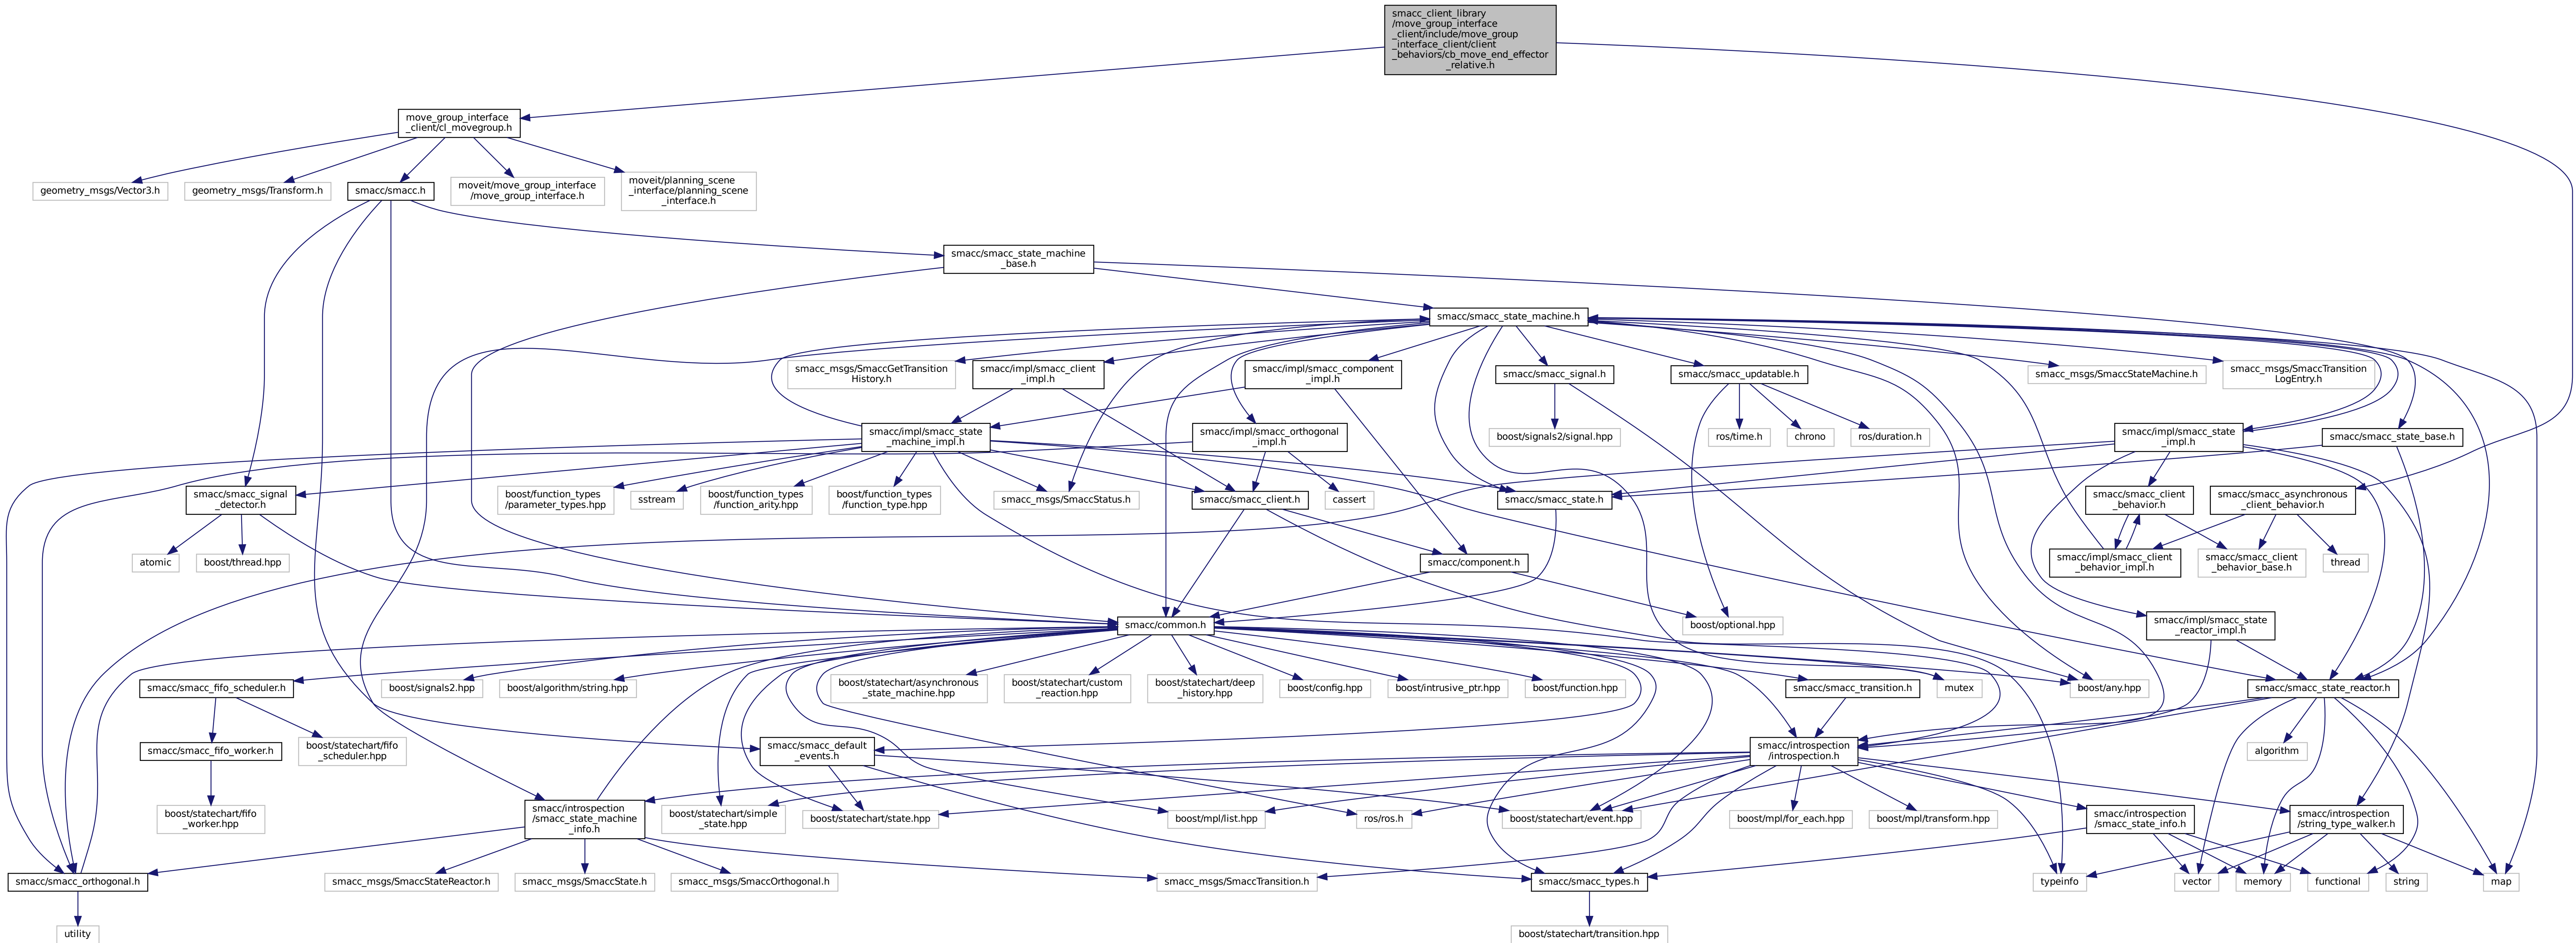 smacc_client_library
/move_group_interface
_client/include/move_group
_interface_client/client
_behaviors/cb_move_end_effector
_relative.h
move_group_interface
_client/cl_movegroup.h
geometry_msgs/Vector3.h
geometry_msgs/Transform.h
smacc/smacc.h
moveit/move_group_interface
/move_group_interface.h
moveit/planning_scene
_interface/planning_scene
_interface.h
smacc/smacc_state_machine
_base.h
smacc/smacc_state_machine.h
smacc_msgs/SmaccGetTransition
History.h
smacc/impl/smacc_client
_impl.h
smacc/impl/smacc_component
_impl.h
smacc/smacc_signal.h
smacc/smacc_updatable.h
smacc_msgs/SmaccStateMachine.h
smacc_msgs/SmaccTransition
LogEntry.h
smacc/impl/smacc_state
_machine_impl.h
smacc/impl/smacc_orthogonal
_impl.h
boost/signals2/signal.hpp
ros/time.h
chrono
ros/duration.h
smacc/impl/smacc_state
_impl.h
smacc/smacc_state_base.h
smacc/smacc_signal
_detector.h
boost/function_types
/parameter_types.hpp
sstream
boost/function_types
/function_arity.hpp
boost/function_types
/function_type.hpp
smacc_msgs/SmaccStatus.h
smacc/smacc_client.h
cassert
smacc/smacc_state.h
smacc/smacc_client
_behavior.h
smacc/smacc_asynchronous
_client_behavior.h
atomic
boost/thread.hpp
smacc/component.h
smacc/impl/smacc_client
_behavior_impl.h
smacc/smacc_client
_behavior_base.h
thread
smacc/common.h
boost/optional.hpp
smacc/impl/smacc_state
_reactor_impl.h
smacc/smacc_fifo_scheduler.h
boost/signals2.hpp
boost/algorithm/string.hpp
boost/statechart/asynchronous
_state_machine.hpp
boost/statechart/custom
_reaction.hpp
boost/statechart/deep
_history.hpp
boost/config.hpp
boost/intrusive_ptr.hpp
boost/function.hpp
smacc/smacc_transition.h
mutex
boost/any.hpp
smacc/smacc_state_reactor.h
smacc/smacc_fifo_worker.h
boost/statechart/fifo
_scheduler.hpp
smacc/smacc_default
_events.h
smacc/introspection
/introspection.h
algorithm
boost/statechart/fifo
_worker.hpp
smacc/introspection
/smacc_state_machine
_info.h
boost/statechart/simple
_state.hpp
boost/statechart/state.hpp
boost/mpl/list.hpp
ros/ros.h
boost/statechart/event.hpp
boost/mpl/for_each.hpp
boost/mpl/transform.hpp
smacc/introspection
/smacc_state_info.h
smacc/introspection
/string_type_walker.h
smacc/smacc_orthogonal.h
smacc_msgs/SmaccStateReactor.h
smacc_msgs/SmaccState.h
smacc_msgs/SmaccOrthogonal.h
smacc_msgs/SmaccTransition.h
smacc/smacc_types.h
typeinfo
vector
memory
functional
string
map
utility
boost/statechart/transition.hpp